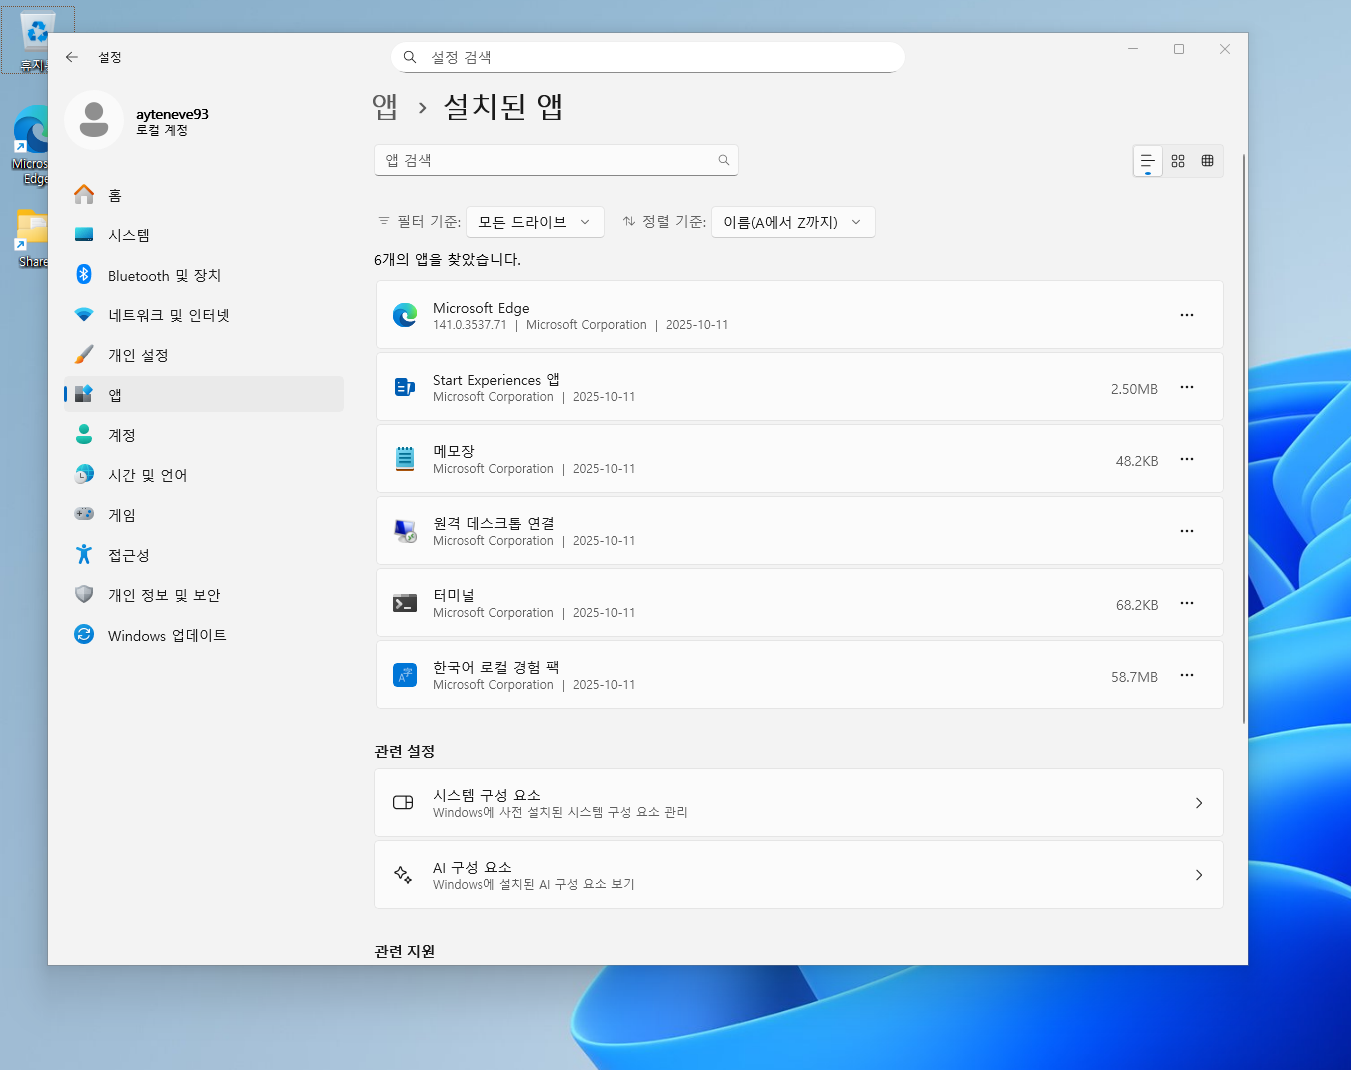 휴지
Micros
Edge
Share
설정
설정 검색
ayteneve93
로컬 계정
홈
시스템
Bluetooth 및 장치
네트워크 및 인터넷
개인 설정
앱
계정
시간 및 언어
게임
접근성
개인 정보 및 보안
Windows 업데이트
앱 › 설치된 앱
앱 검색
필터 기준: 모든 드라이브 정렬 기준: 이름(A에서 Z까지)
6개의 앱을 찾았습니다.
Microsoft Edge
141.0.3537.71 | Microsoft Corporation | 2025-10-11
Start Experiences 앱
Microsoft Corporation | 2025-10-11
2.50MB
메모장
Microsoft Corporation | 2025-10-11
48.2KB
원격 데스크톱 연결
Microsoft Corporation | 2025-10-11
터미널
Microsoft Corporation | 2025-10-11
68.2KB
한국어 로컬 경험 팩
Microsoft Corporation | 2025-10-11
58.7MB
관련 설정
시스템 구성 요소
Windows에 사전 설치된 시스템 구성 요소 관리
AI 구성 요소
Windows에 설치된 AI 구성 요소 보기
관련 지원